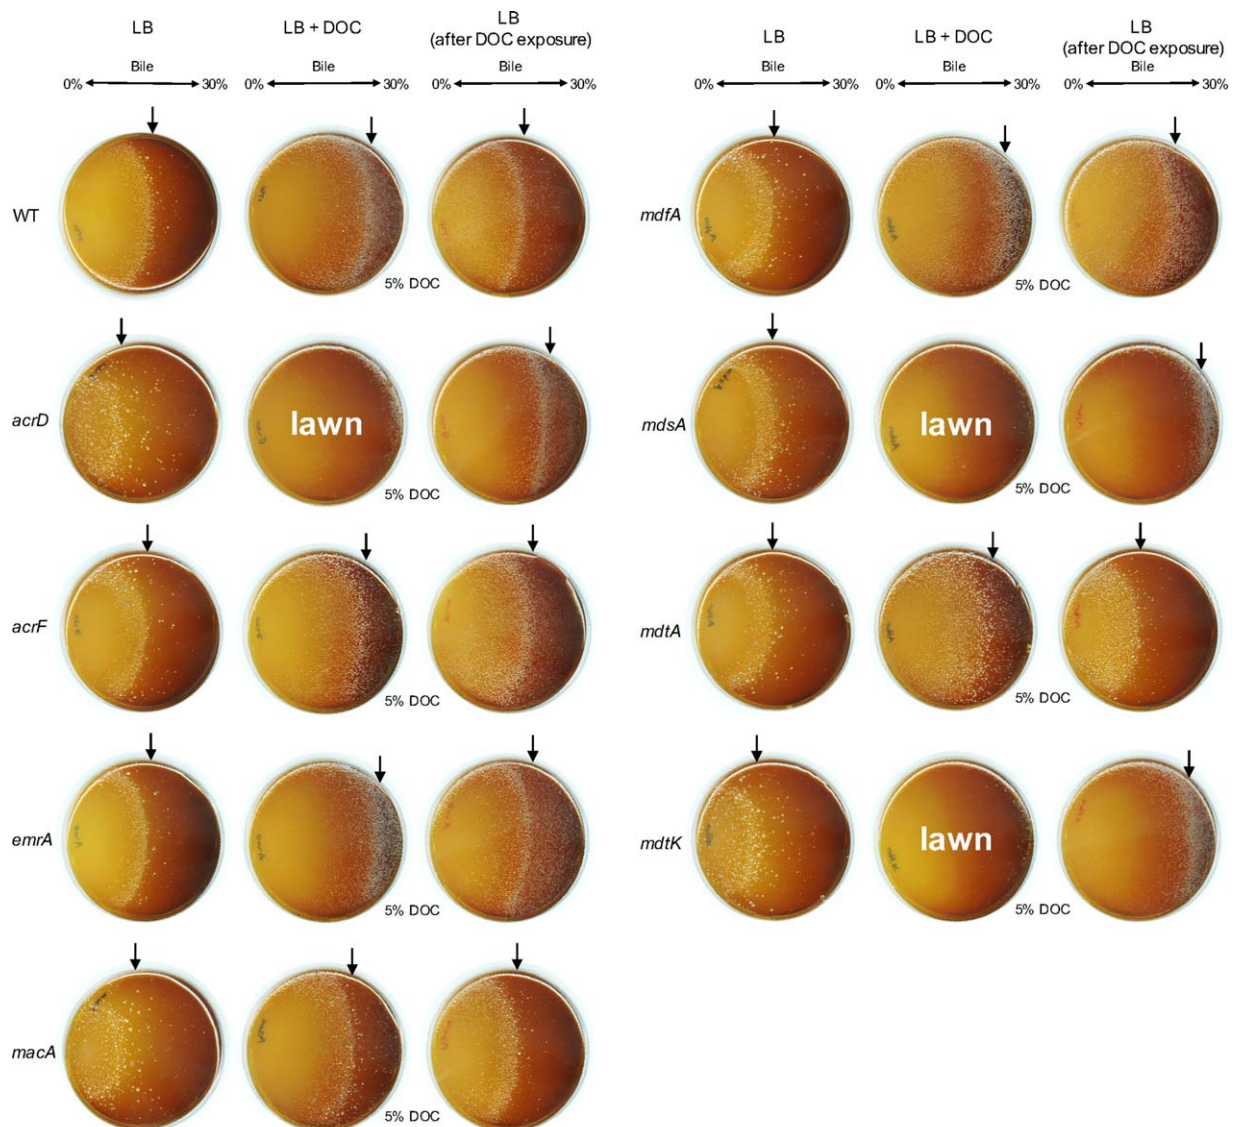 LB
LB + DOC
LB
(after DOC exposure)
Bile
Bile
Bile
0%
30%
0%
30%
0%
30%
LB
LB + DOC
LB
(after DOC exposure)
Bile
Bile
Bile
0%
30%
0%
30%
0%
30%
WT
5% DOC
mdfA
5% DOC
acrD
lawn
5% DOC
mdsA
lawn
5% DOC
acrF
5% DOC
mdtA
5% DOC
emrA
5% DOC
mdtK
lawn
5% DOC
macA
5% DOC